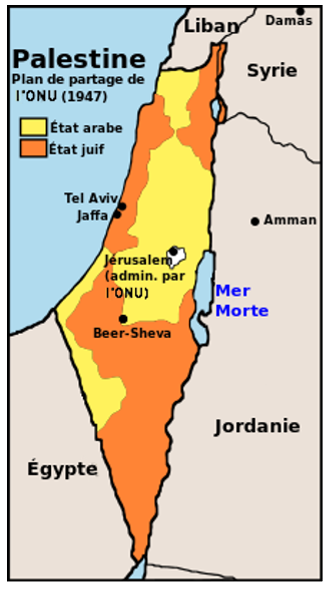 Liban
Damas
Palestine
Plan de partage de
l'ONU (1947)
Syrie
État arabe
État juif
Tel Aviv
Jaffa
Amman
Jérusalem
(admin. par
l'ONU)
Mer
Morte
Beer-Sheva
Jordanie
Égypte